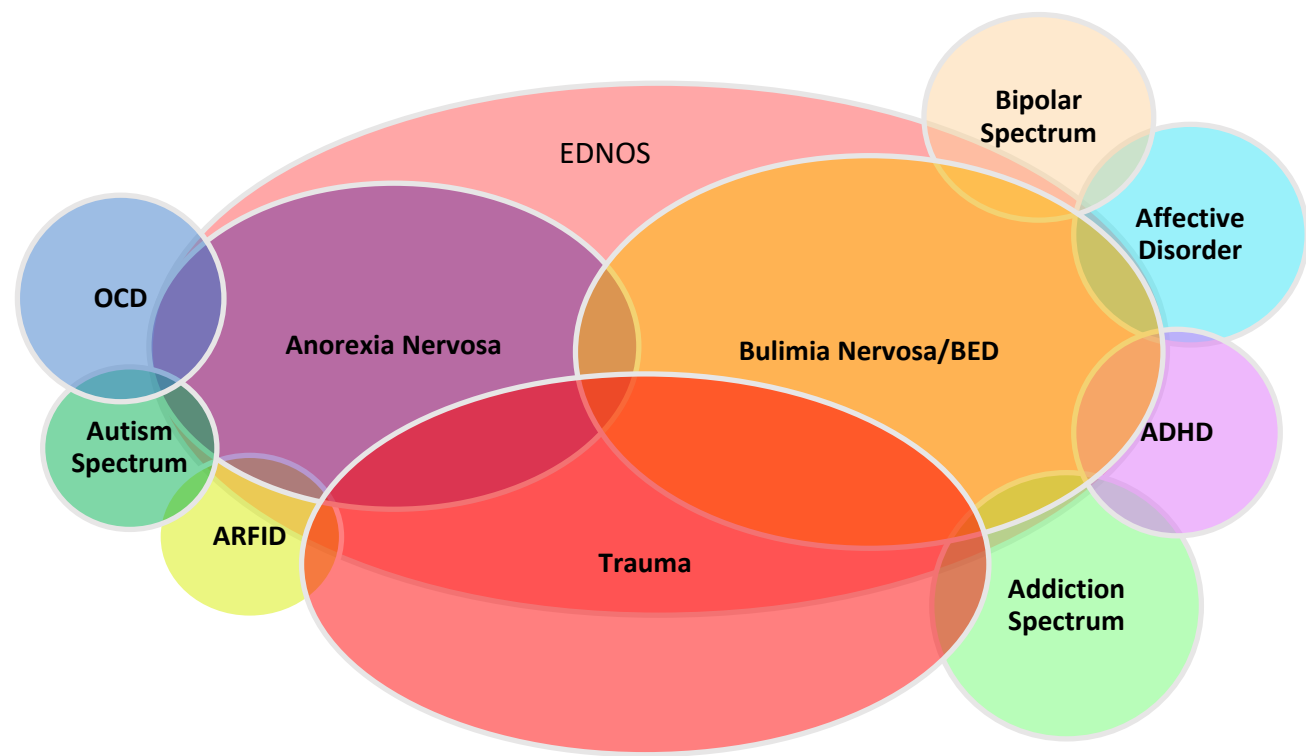 Bipolar
Spectrum
EDNOS
Affective
Disorder
OCD
Anorexia Nervosa
Bulimia Nervosa/BED
Autism
Spectrum
ADHD
ARFID
Trauma
Addiction
Spectrum